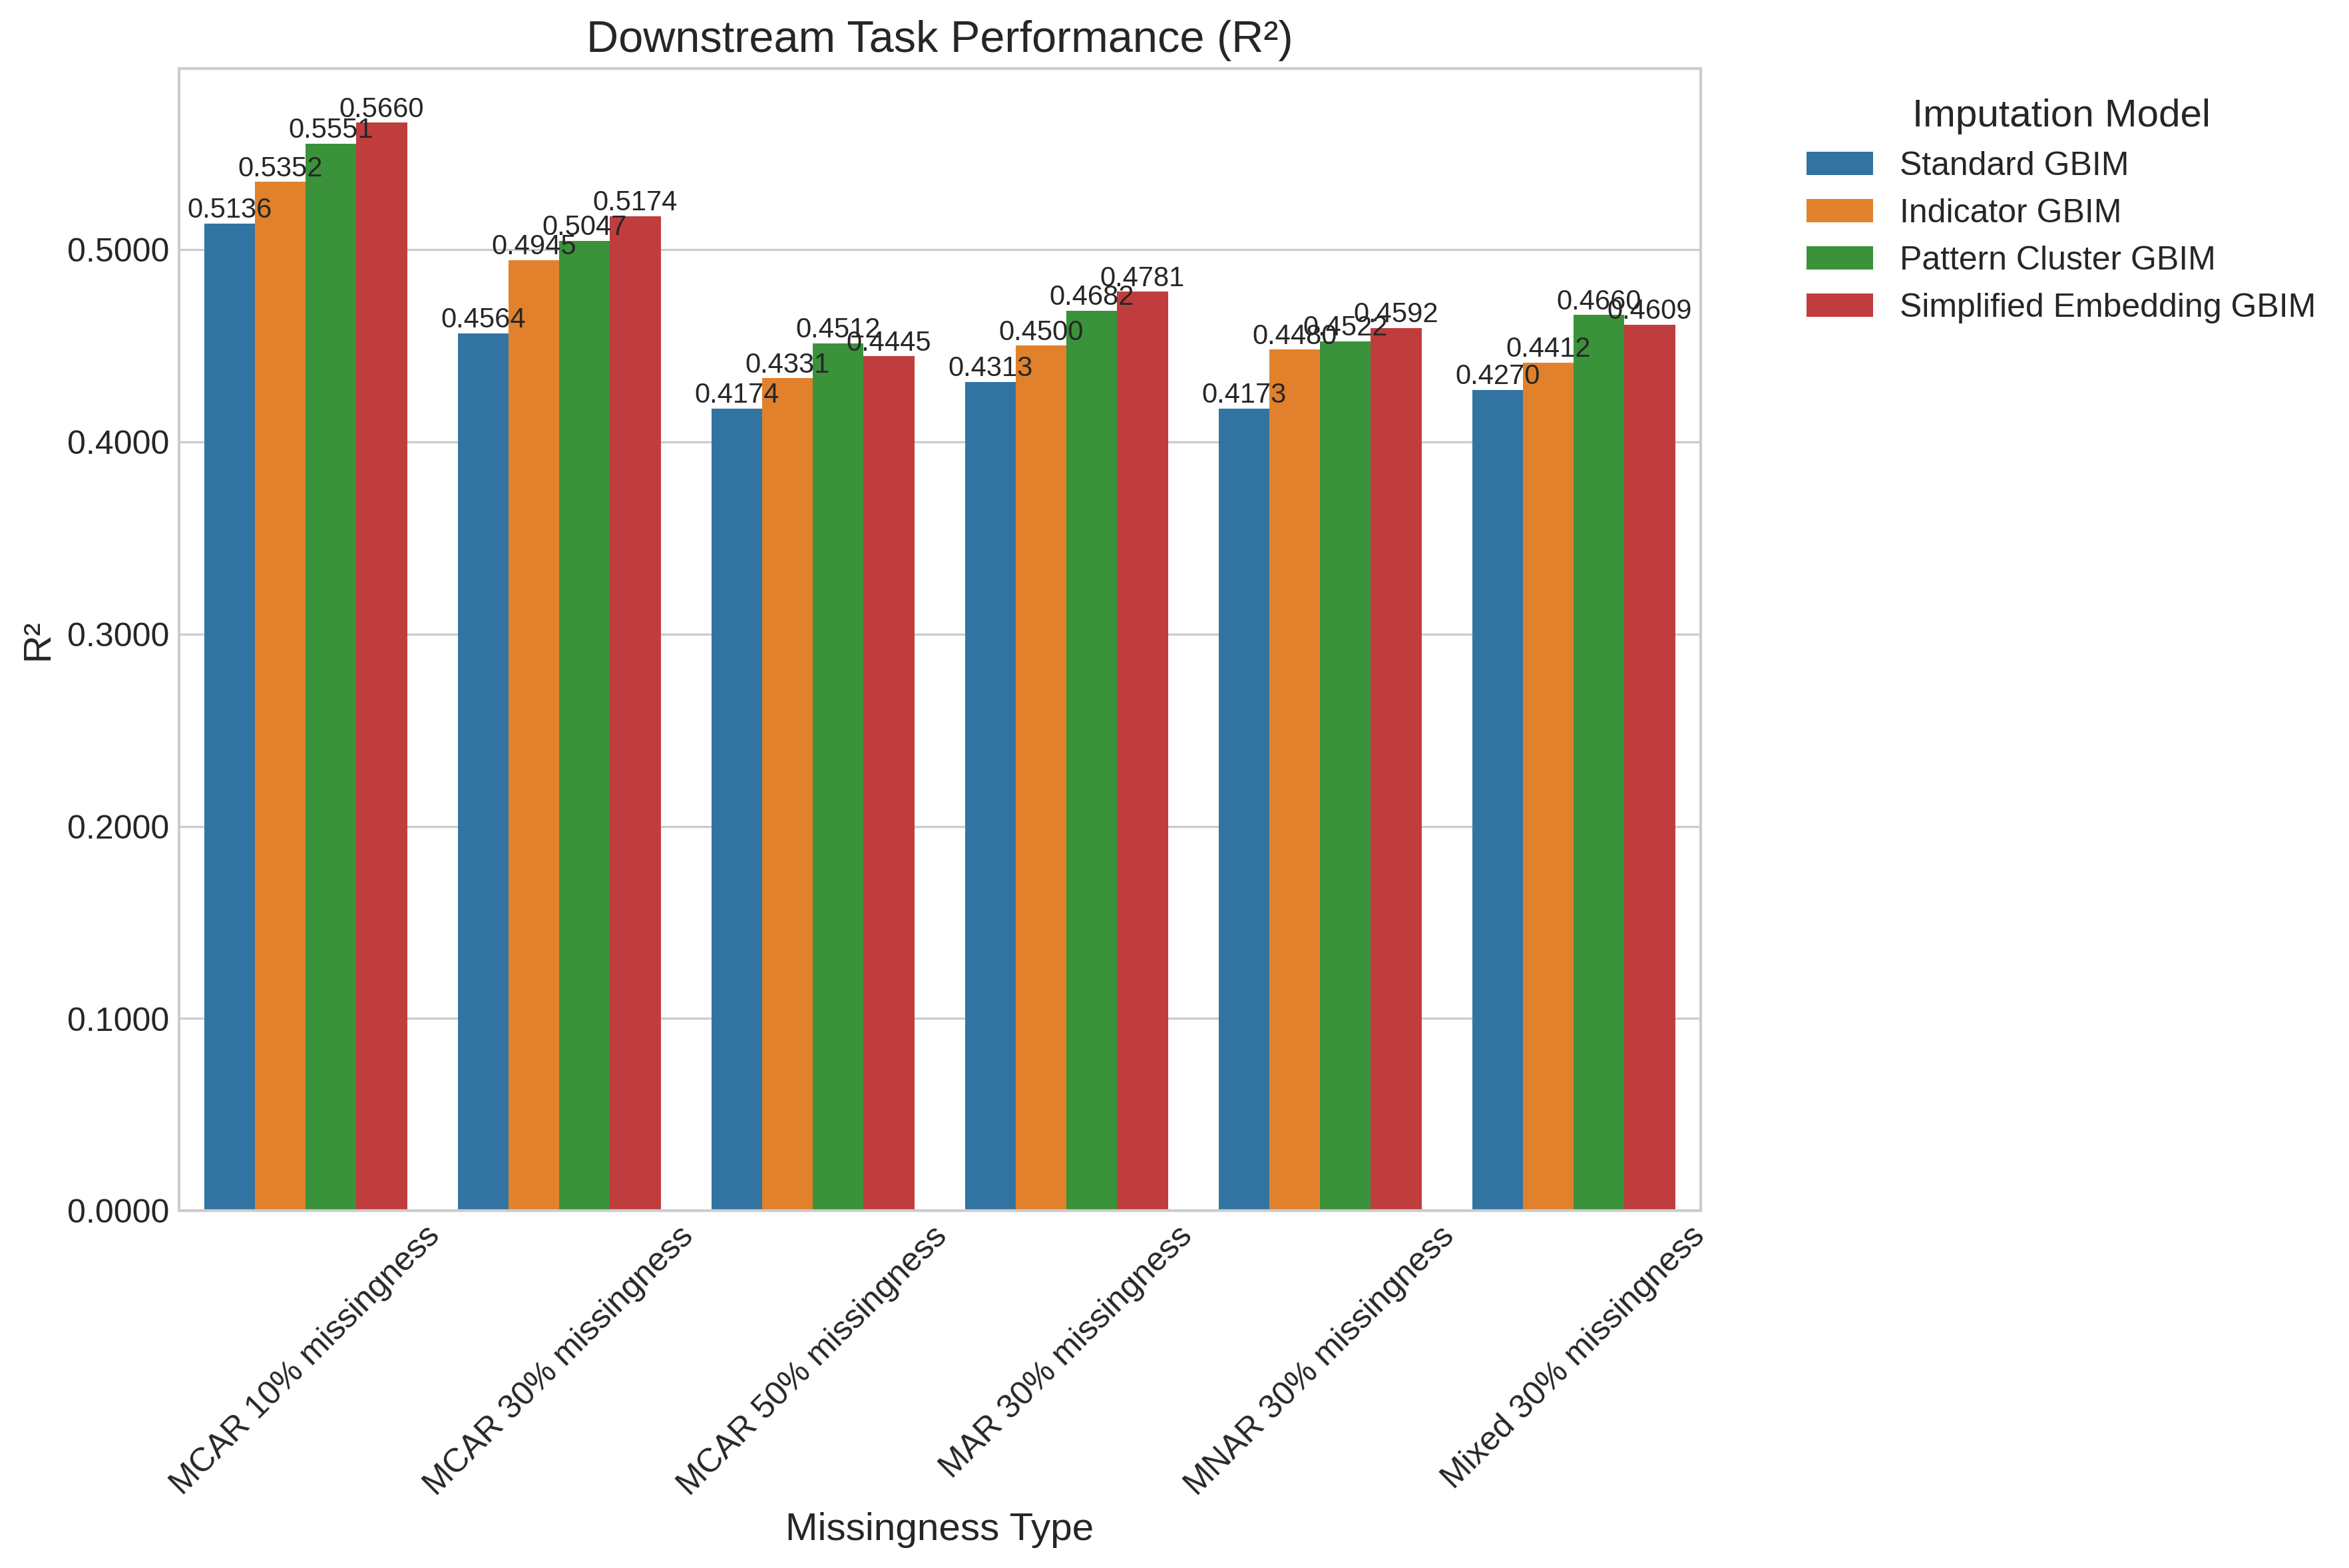 Downstream Task Performance (R²)
Imputation Model
Standard GBIM
Indicator GBIM
Pattern Cluster GBIM
Simplified Embedding GBIM
R²
0.5000
0.4000
0.3000
0.2000
0.1000
0.0000
0.5136
0.5352
0.5551
0.5660
0.4564
0.4945
0.5047
0.5174
0.4174
0.4331
0.4512
0.4445
0.4313
0.4500
0.4682
0.4781
0.4173
0.4480
0.4522
0.4592
0.4270
0.4412
0.4660
0.4609
MCAR 10% missingness
MCAR 30% missingness
MCAR 50% missingness
MAR 30% missingness
MNAR 30% missingness
Mixed 30% missingness
Missingness Type